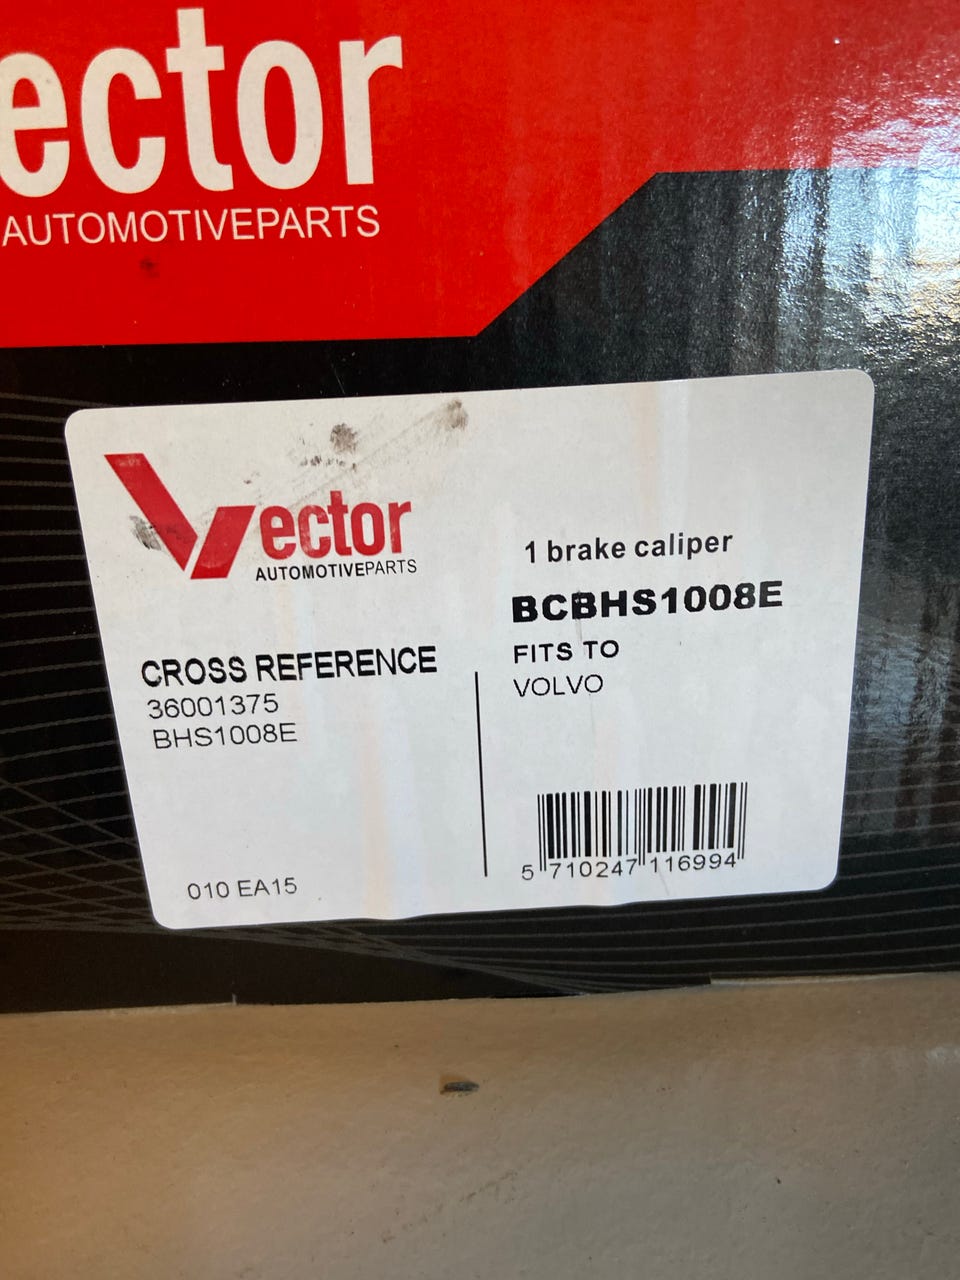 ector
AUTOMOTIVEPARTS
Vector
AUTOMOTIVEPARTS
CROSS REFERENCE
36001375
BHS1008E
010 EA15
1 brake caliper
BCBHS1008E
FITS TO
VOLVO
5 710247 116994